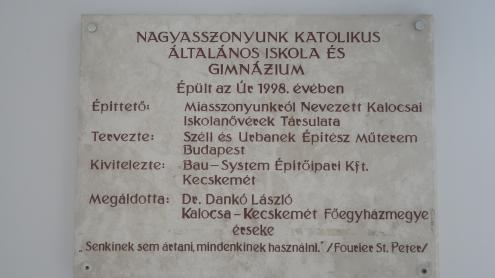 NAGYASSZONYUNK KATOLIKUS
ÁLTALÁNOS ISKOLA ÉS
GIMNÁZIUM
Épült az Úr 1998. évében
Építtető: Miasszonyunkról Nevezett Kalocsai
Iskolanővérek Társulata
Tervezte: Széll és Urbanek Építész Műterem
Budapest
Kivitelezte: Bau-System Építőipari Kft.
Kecskemét
Megáldotta: Dr. Dankó László
Kalocsa-Kecskemét Főegyházmegye
érseke
„Senkinek sem ártani, mindenkinek használni." /Fourier St. Peter/